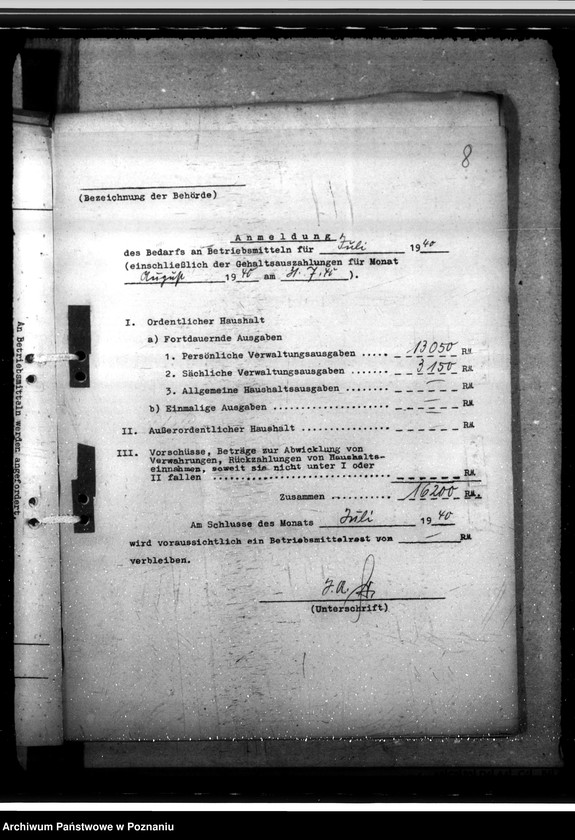 8
(Bezeichnung der Behörde)
Anmeldung
des Bedarfs an Betriebsmitteln für Juli 1940
(einschließlich der Gehaltsauszahlungen für Monat
August 1940 am 31.7.40 ).
I. Ordentlicher Haushalt
a) Fortdauernde Ausgaben
1. Persönliche Verwaltungsausgaben ..... 13050 RM
2. Sächliche Verwaltungsausgaben ....... 3150 RM
3. Allgemeine Haushaltsausgaben ........ — RM
b) Einmalige Ausgaben .................. — RM
II. Außerordentlicher Haushalt ............. — RM
III. Vorschüsse, Beträge zur Abwicklung von
Verwahrungen, Rückzahlungen von Haushalts-
einnahmen, soweit sie nicht unter I oder
II fallen .............................. RM
Zusammen ........... 16200 RM.
Am Schlusse des Monats Juli 1940
wird voraussichtlich ein Betriebsmittelrest von — RM
verbleiben.
J.A.
(Unterschrift)
An Betriebsmitteln werden angefordert.
Archiwum Państwowe w Poznaniu